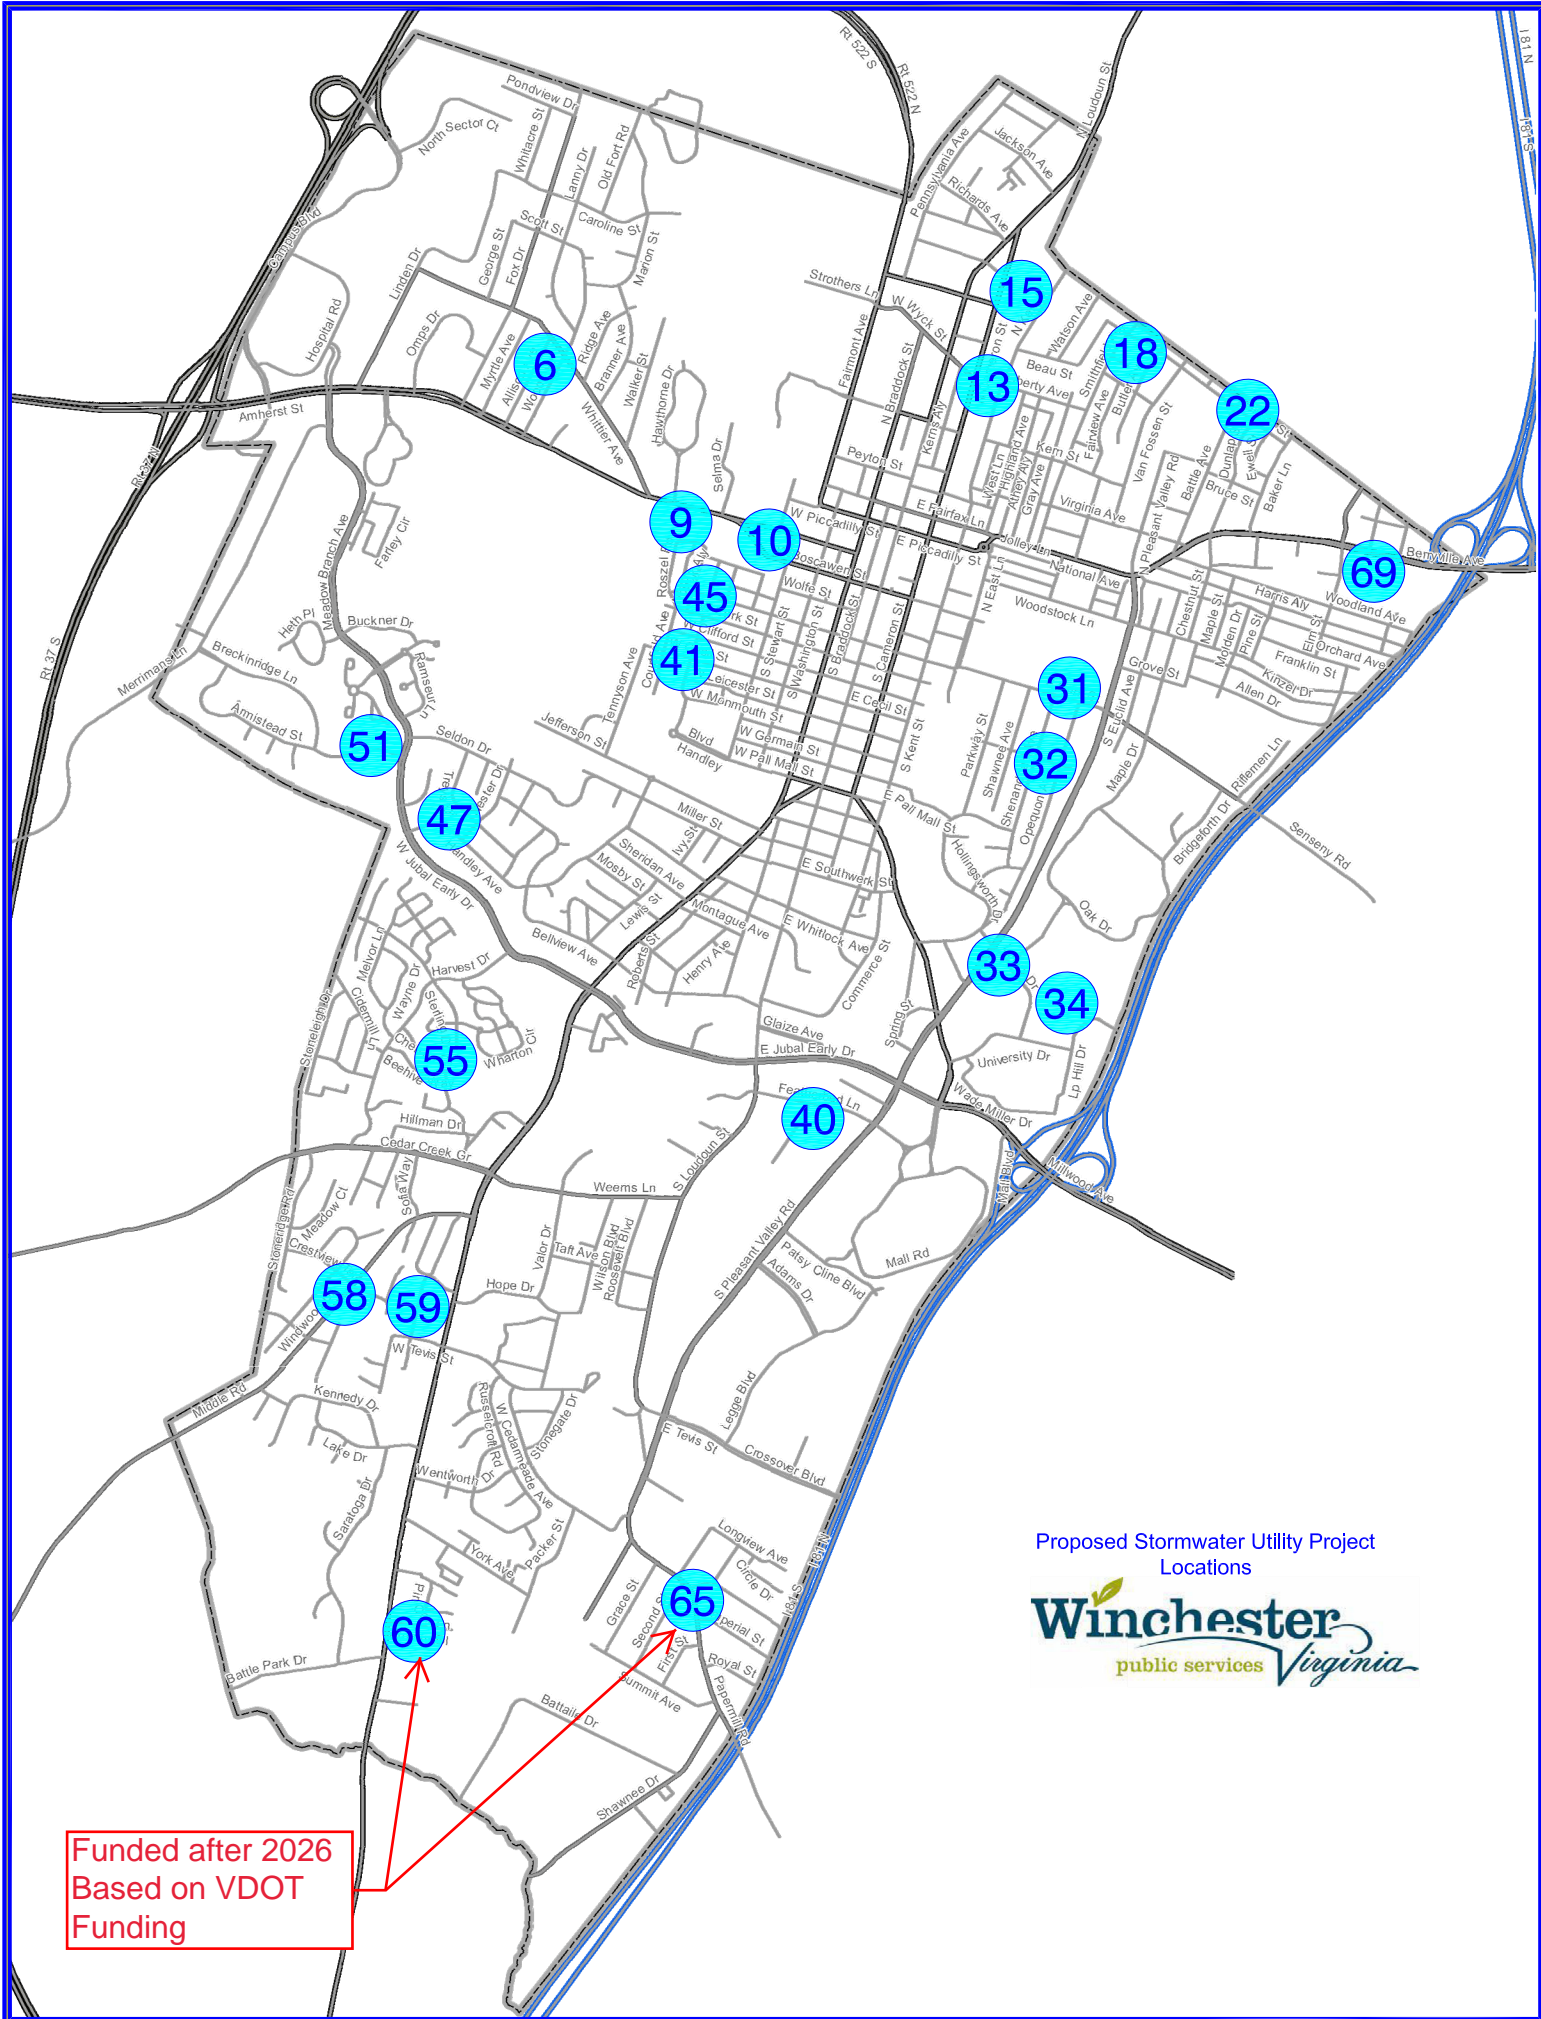 Rt 522 S
Rt 522 N
I 81 N
I 81 S
N Loudoun St
Pondview Dr
North Sector Ct
Whitacre St
Lanny Dr
Old Fort Rd
Jackson Ave
Pennsylvania Ave
Richards Ave
Campus Blvd
Scott St
Caroline St
George St
Fox Dr
Marion St
Linden Dr
Strothers Ln
W Wyck St
15
Hospital Rd
Omps Dr
Myrtle Ave
6
Ridge Ave
Branner Ave
Walker St
Fairmont Ave
N Braddock St
Watson Ave
Beau St
Smithfield
18
13
Fairview Ave
22
Amherst St
Whittier Ave
Hawthorne Dr
Selma Dr
Kerns Aly
Peyton St
West Ln
Highland Ave
Athey Aly
Gray Ave
Kern St
Van Fossen St
Battle Ave
Bruce St
Baker Ln
Rt 37 N
Virginia Ave
N Pleasant Valley Rd
E Fairfax Ln
9
10
W Piccadilly St
E Piccadilly St
Jolley Ln
National Ave
Berryville Ave
69
Farley Cir
Meadow Branch Ave
Boscawen St
Wolfe St
N East Ln
Woodstock Ln
Chestnut St
Maple St
Molden Dr
Pine St
Harris Aly
Woodland Ave
Elm St
Orchard Ave
Franklin St
Kinzel Dr
Allen Dr
Grove St
45
41
W Clifford St
Leicester St
W Monmouth St
W Germain St
W Pall Mall St
S Stewart St
S Washington St
S Braddock St
S Cameron St
E Cecil St
Heth Pl
Buckner Dr
Breckinridge Ln
Ramseur Ln
Merrimans Ln
Rt 37 S
Armistead St
51
Seldon Dr
Jefferson St
Tennyson Ave
Blvd
Handley
S Kent St
31
32
Parkway St
Shawnee Ave
S Euclid Ave
Maple Dr
Riflemen Ln
Bridgeforth Dr
Senseny Rd
47
W Jubal Early Dr
Miller St
Ivy St
Sheridan Ave
Mosby St
Lewis St
Montague Ave
E Pall Mall St
Hollingsworth Dr
E Southwerk St
Oak Dr
Bellview Ave
Roberts St
Henry Ave
E Whitlock Ave
Commerce St
Melvor Ln
Wayne Dr
Harvest Dr
Cidermill Ln
Stoneleigh Dr
33
34
Spring St
Glaize Ave
E Jubal Early Dr
University Dr
Lp Hill Dr
55
Beehive
Wharton Cir
40
Wade Miller Dr
Hillman Dr
Cedar Creek Gr
Sofia Way
Weems Ln
S Loudoun St
Mall Blvd
Millwood Ave
Stoneridge Rd
Meadow Ct
Valor Dr
Taft Ave
Wilson Blvd
Roosevelt Blvd
S Pleasant Valley Rd
Patsy Cline Blvd
Adams Dr
Mall Rd
58
59
Hope Dr
W Tevis St
Middle Rd
Kennedy Dr
Lake Dr
Russelcroft Rd
W Cedarmeade Ave
Stonegate Dr
Legge Blvd
E Tevis St
Crossover Blvd
Wentworth Dr
Saratoga Dr
York Ave
Packer St
Longview Ave
Circle Dr
I 81 N
I 81 S
Grace St
65
60
First St
Royal St
Summit Ave
Papermill Rd
Battle Park Dr
Battaile Dr
Shawnee Dr
Proposed Stormwater Utility Project
Locations
Winchester
public services Virginia
Funded after 2026
Based on VDOT
Funding